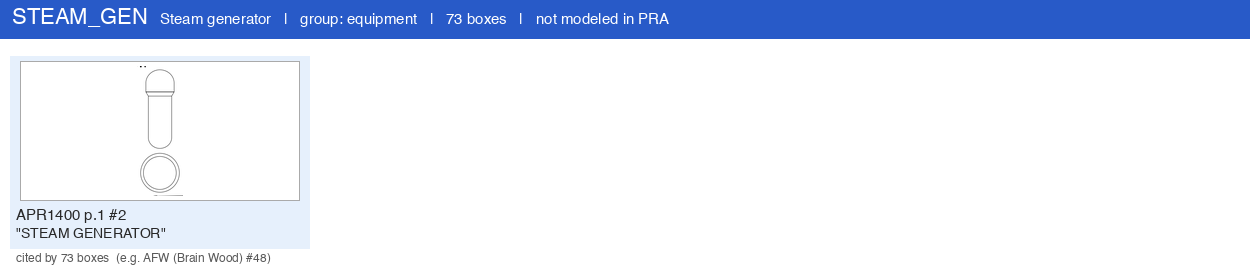 STEAM_GEN Steam generator | group: equipment | 73 boxes | not modeled in PRA
APR1400 p.1 #2
"STEAM GENERATOR"
cited by 73 boxes (e.g. AFW (Brain Wood) #48)